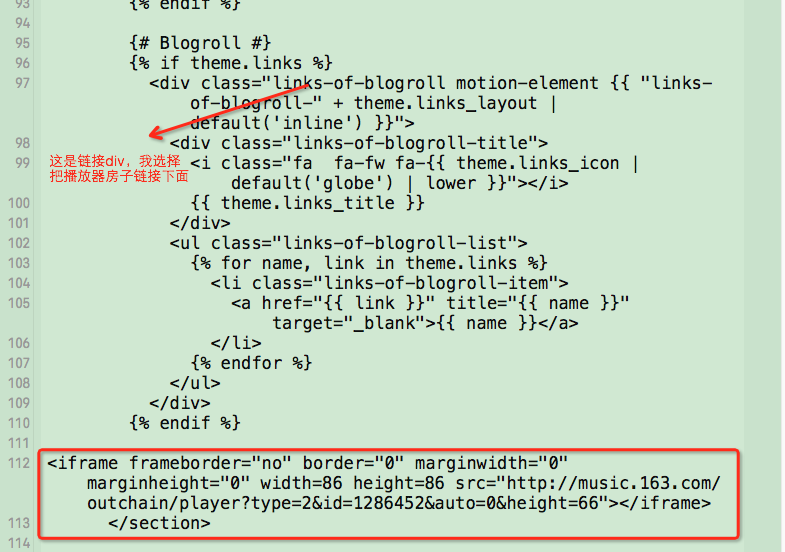 93 {% endif %}
94
95 {# Blogroll #}
96 {% if theme.links %}
97 <div class="links-of-blogroll motion-element {{ "links-
of-blogroll-" + theme.links_layout |
default('inline') }}">
98 <div class="links-of-blogroll-title">
这是链接div，我选择
把播放器房子链接下面
99 <i class="fa  fa-fw fa-{{ theme.links_icon |
default('globe') | lower }}"></i>
100 {{ theme.links_title }}
101 </div>
102 <ul class="links-of-blogroll-list">
103 {% for name, link in theme.links %}
104 <li class="links-of-blogroll-item">
105 <a href="{{ link }}" title="{{ name }}"
target="_blank">{{ name }}</a>
106 </li>
107 {% endfor %}
108 </ul>
109 </div>
110 {% endif %}
111
112 <iframe frameborder="no" border="0" marginwidth="0"
marginheight="0" width=86 height=86 src="http://music.163.com/
outchain/player?type=2&id=1286452&auto=0&height=66"></iframe>
113 </section>
114